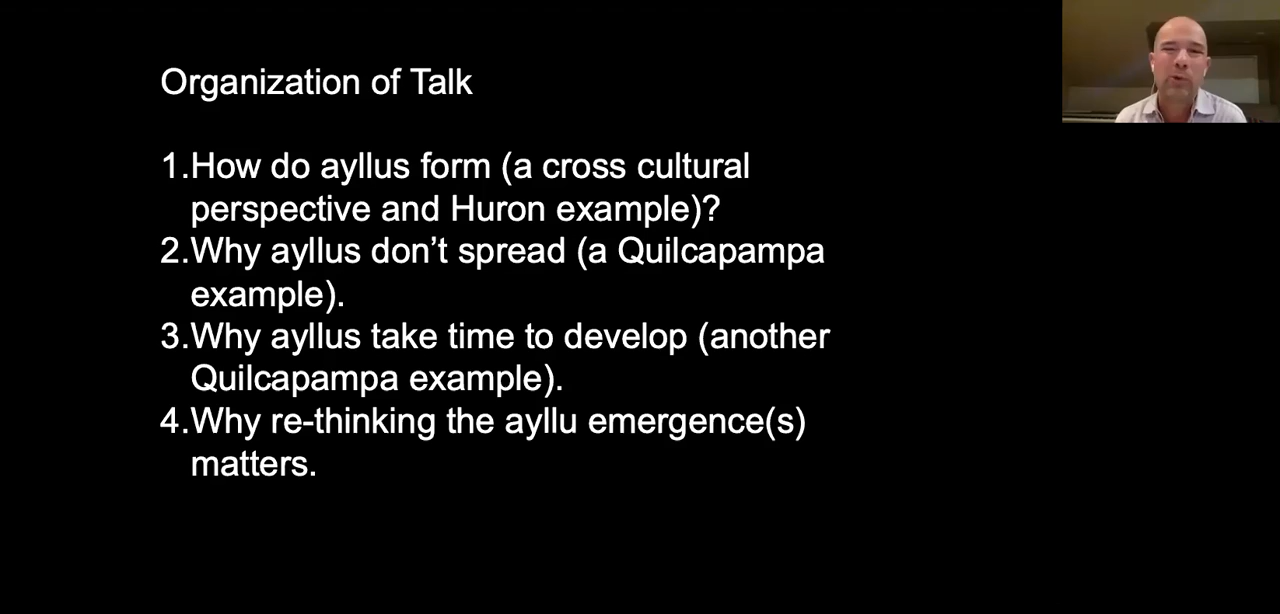 Organization of Talk
1.How do ayllus form (a cross cultural
perspective and Huron example)?
2.Why ayllus don’t spread (a Quilcapampa
example).
3.Why ayllus take time to develop (another
Quilcapampa example).
4.Why re-thinking the ayllu emergence(s)
matters.